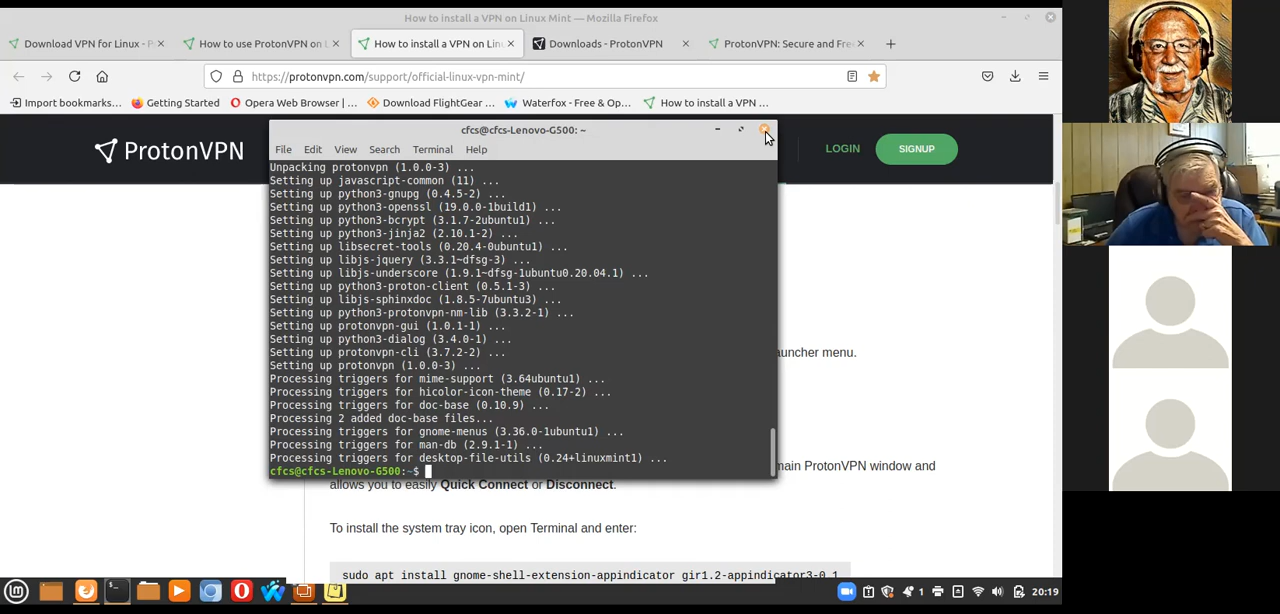 How to install a VPN on Linux Mint — Mozilla Firefox
Download VPN for Linux - P
How to use ProtonVPN on L
How to install a VPN on Lin
Downloads - ProtonVPN
ProtonVPN: Secure and Fre
https://protonvpn.com/support/official-linux-vpn-mint/
Import bookmarks...
Getting Started
Opera Web Browser | ...
Download FlightGear ...
Waterfox - Free & Op...
How to install a VPN ...
ProtonVPN
LOGIN
SIGNUP
cfcs@cfcs-Lenovo-G500: ~
File Edit View Search Terminal Help
Unpacking protonvpn (1.0.0-3) ...
Setting up javascript-common (11) ...
Setting up python3-gnupg (0.4.5-2) ...
Setting up python3-openssl (19.0.0-1build1) ...
Setting up python3-bcrypt (3.1.7-2ubuntu1) ...
Setting up python3-jinja2 (2.10.1-2) ...
Setting up libsecret-tools (0.20.4-0ubuntu1) ...
Setting up libjs-jquery (3.3.1~dfsg-3) ...
Setting up libjs-underscore (1.9.1~dfsg-1ubuntu0.20.04.1) ...
Setting up python3-proton-client (0.5.1-3) ...
Setting up libjs-sphinxdoc (1.8.5-7ubuntu3) ...
Setting up python3-protonvpn-nm-lib (3.3.2-1) ...
Setting up protonvpn-gui (1.0.1-1) ...
Setting up python3-dialog (3.4.0-1) ...
Setting up protonvpn-cli (3.7.2-2) ...
Setting up protonvpn (1.0.0-3) ...
Processing triggers for mime-support (3.64ubuntu1) ...
Processing triggers for hicolor-icon-theme (0.17-2) ...
Processing triggers for doc-base (0.10.9) ...
Processing 2 added doc-base files...
Processing triggers for gnome-menus (3.36.0-1ubuntu1) ...
Processing triggers for man-db (2.9.1-1) ...
Processing triggers for desktop-file-utils (0.24+linuxmint1) ...
cfcs@cfcs-Lenovo-G500:~$
auncher menu.
main ProtonVPN window and
allows you to easily Quick Connect or Disconnect.
To install the system tray icon, open Terminal and enter:
sudo apt install gnome-shell-extension-appindicator gir1.2-appindicator3-0.1
1
20:19